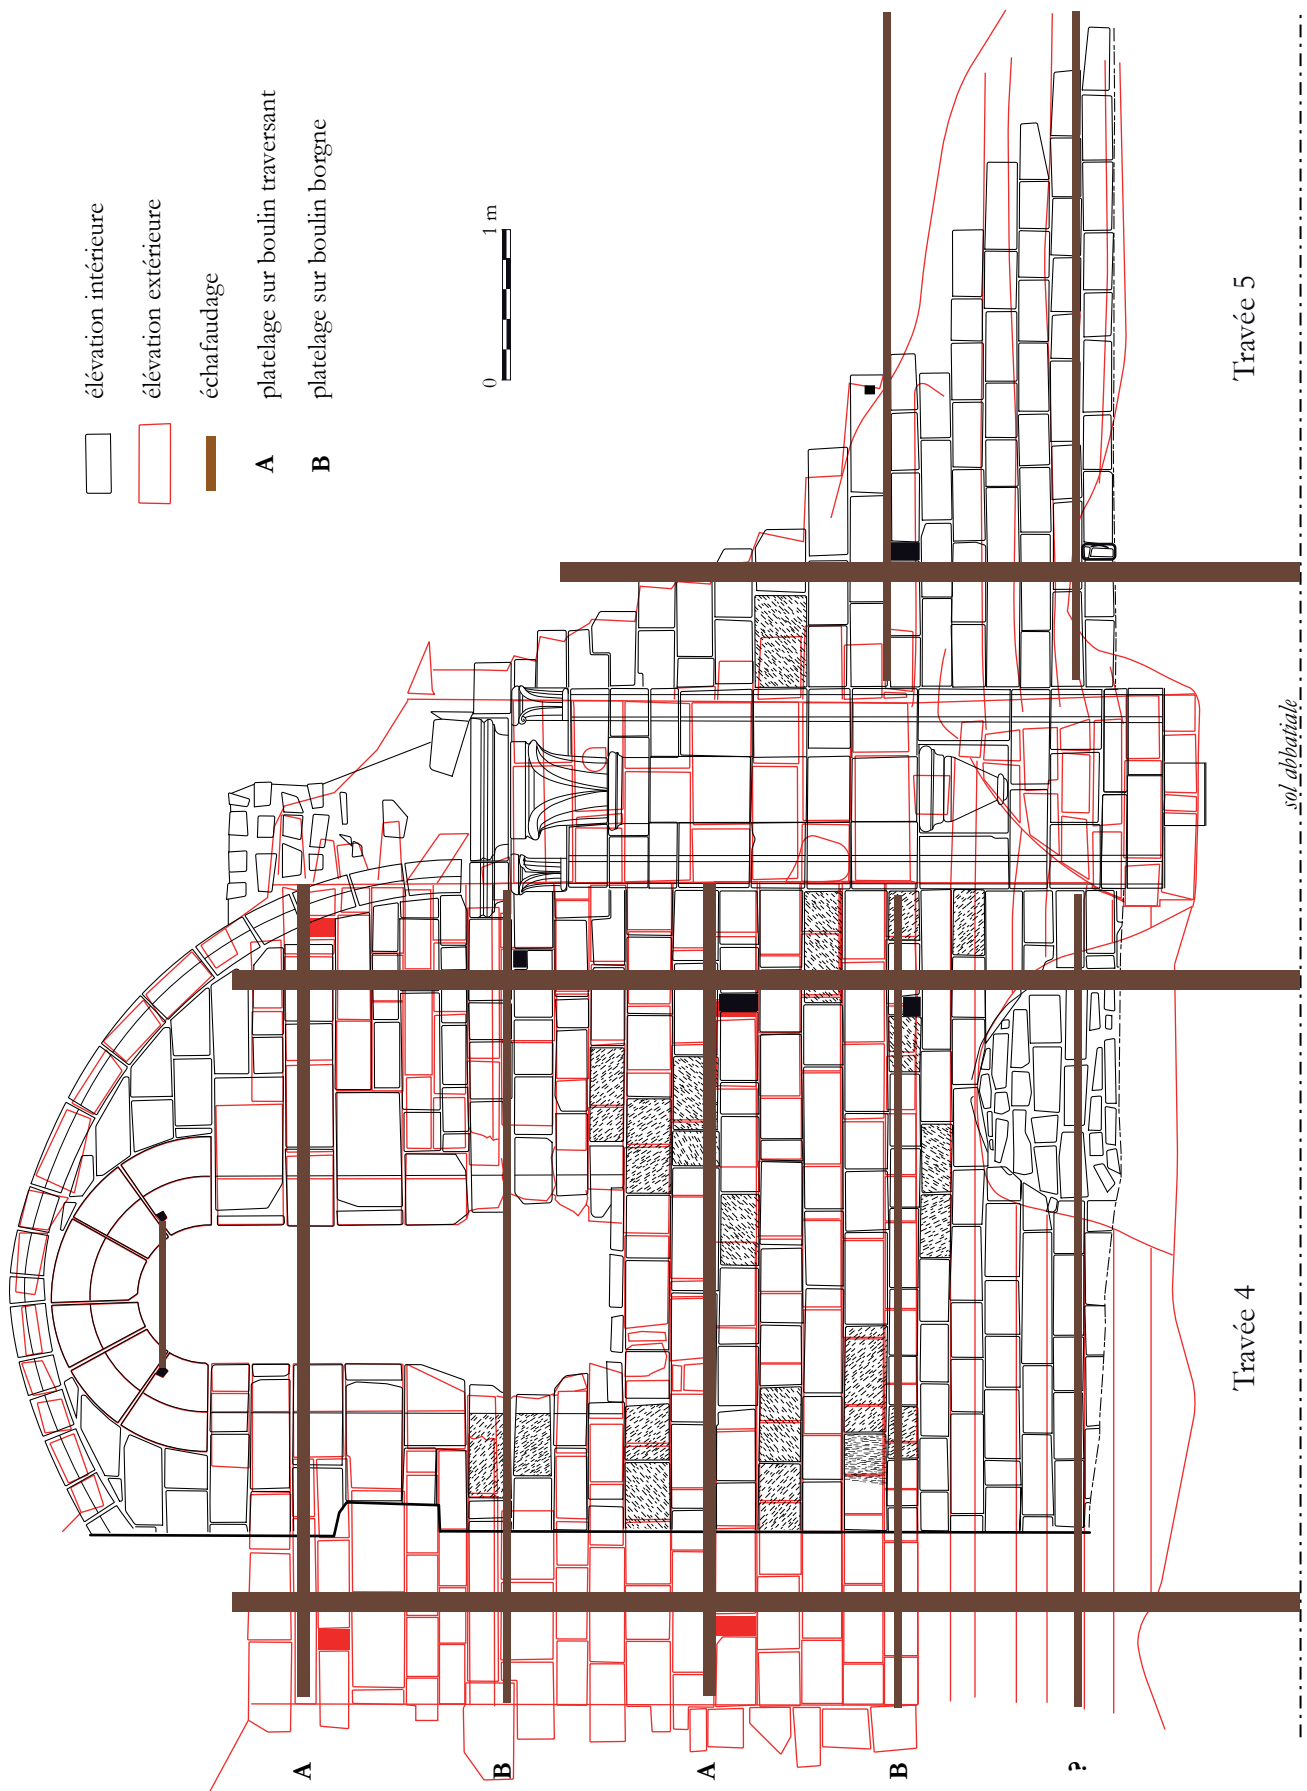 élévation intérieure
élévation extérieure
échafaudage
A platelage sur boulin traversant
B platelage sur boulin borgne
0 1 m
A
B
A
B
?
Travée 4
Travée 5
sol abbatiale